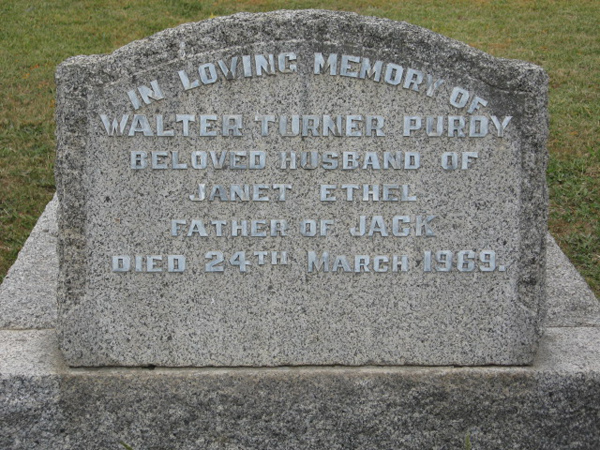 IN LOVING MEMORY OF
WALTER TURNER PURDY
BELOVED HUSBAND OF
JANET ETHEL
FATHER OF JACK
DIED 24TH MARCH 1969.